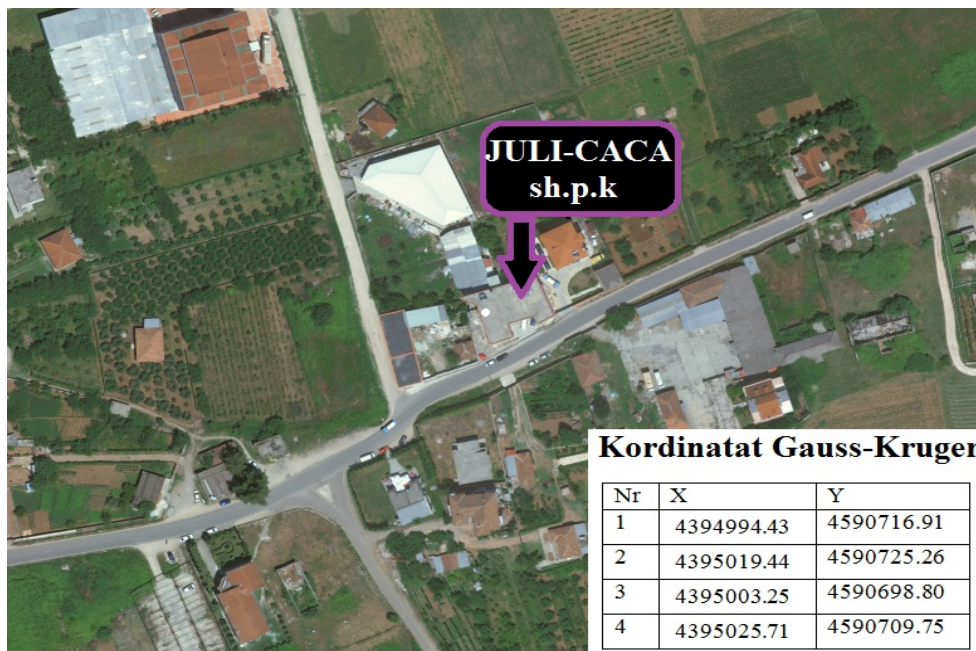 JULI-CACA
sh.p.k
Kordinatat Gauss-Kruger
Nr X Y
1 4394994.43 4590716.91
2 4395019.44 4590725.26
3 4395003.25 4590698.80
4 4395025.71 4590709.75